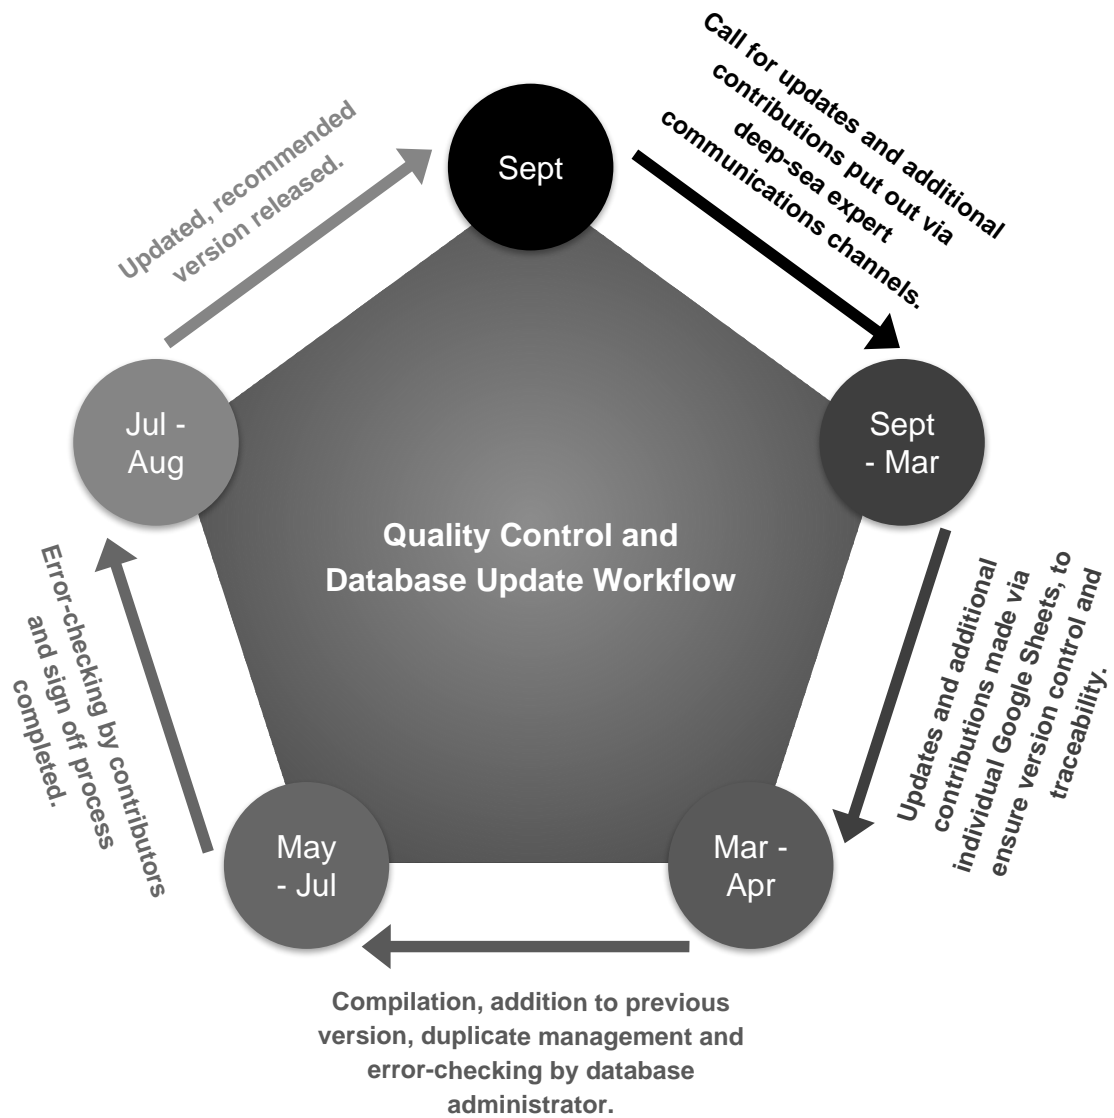 Sept
Call for updates and additional
contributions put out via
deep-sea expert
communications channels.
Sept
- Mar
Updates and additional
contributions made via
individual Google Sheets, to
ensure version control and
traceability.
Mar -
Apr
Compilation, addition to previous
version, duplicate management and
error-checking by database
administrator.
May
- Jul
Error-checking by contributors
and sign off process
completed.
Jul -
Aug
Updated, recommended
version released.
Quality Control and
Database Update Workflow